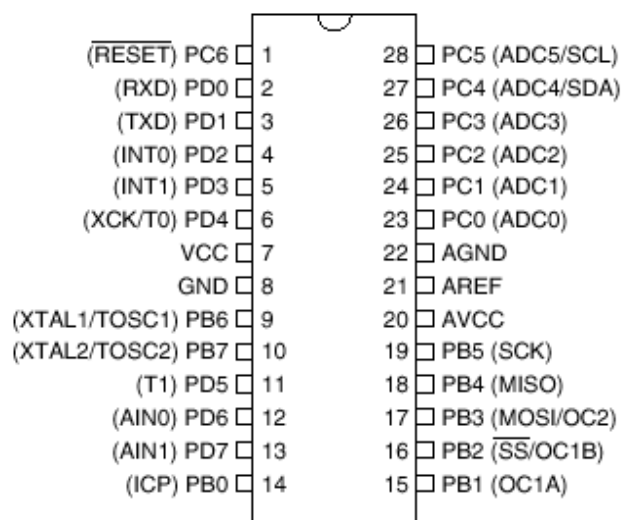 (RESET) PC6 1 28 PC5 (ADC5/SCL)
(RXD) PD0 2 27 PC4 (ADC4/SDA)
(TXD) PD1 3 26 PC3 (ADC3)
(INT0) PD2 4 25 PC2 (ADC2)
(INT1) PD3 5 24 PC1 (ADC1)
(XCK/T0) PD4 6 23 PC0 (ADC0)
VCC 7 22 AGND
GND 8 21 AREF
(XTAL1/TOSC1) PB6 9 20 AVCC
(XTAL2/TOSC2) PB7 10 19 PB5 (SCK)
(T1) PD5 11 18 PB4 (MISO)
(AIN0) PD6 12 17 PB3 (MOSI/OC2)
(AIN1) PD7 13 16 PB2 (SS/OC1B)
(ICP) PB0 14 15 PB1 (OC1A)